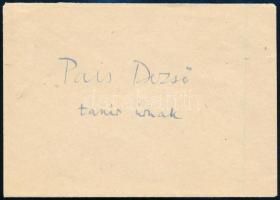 Pais Dezső
tanár úrnak